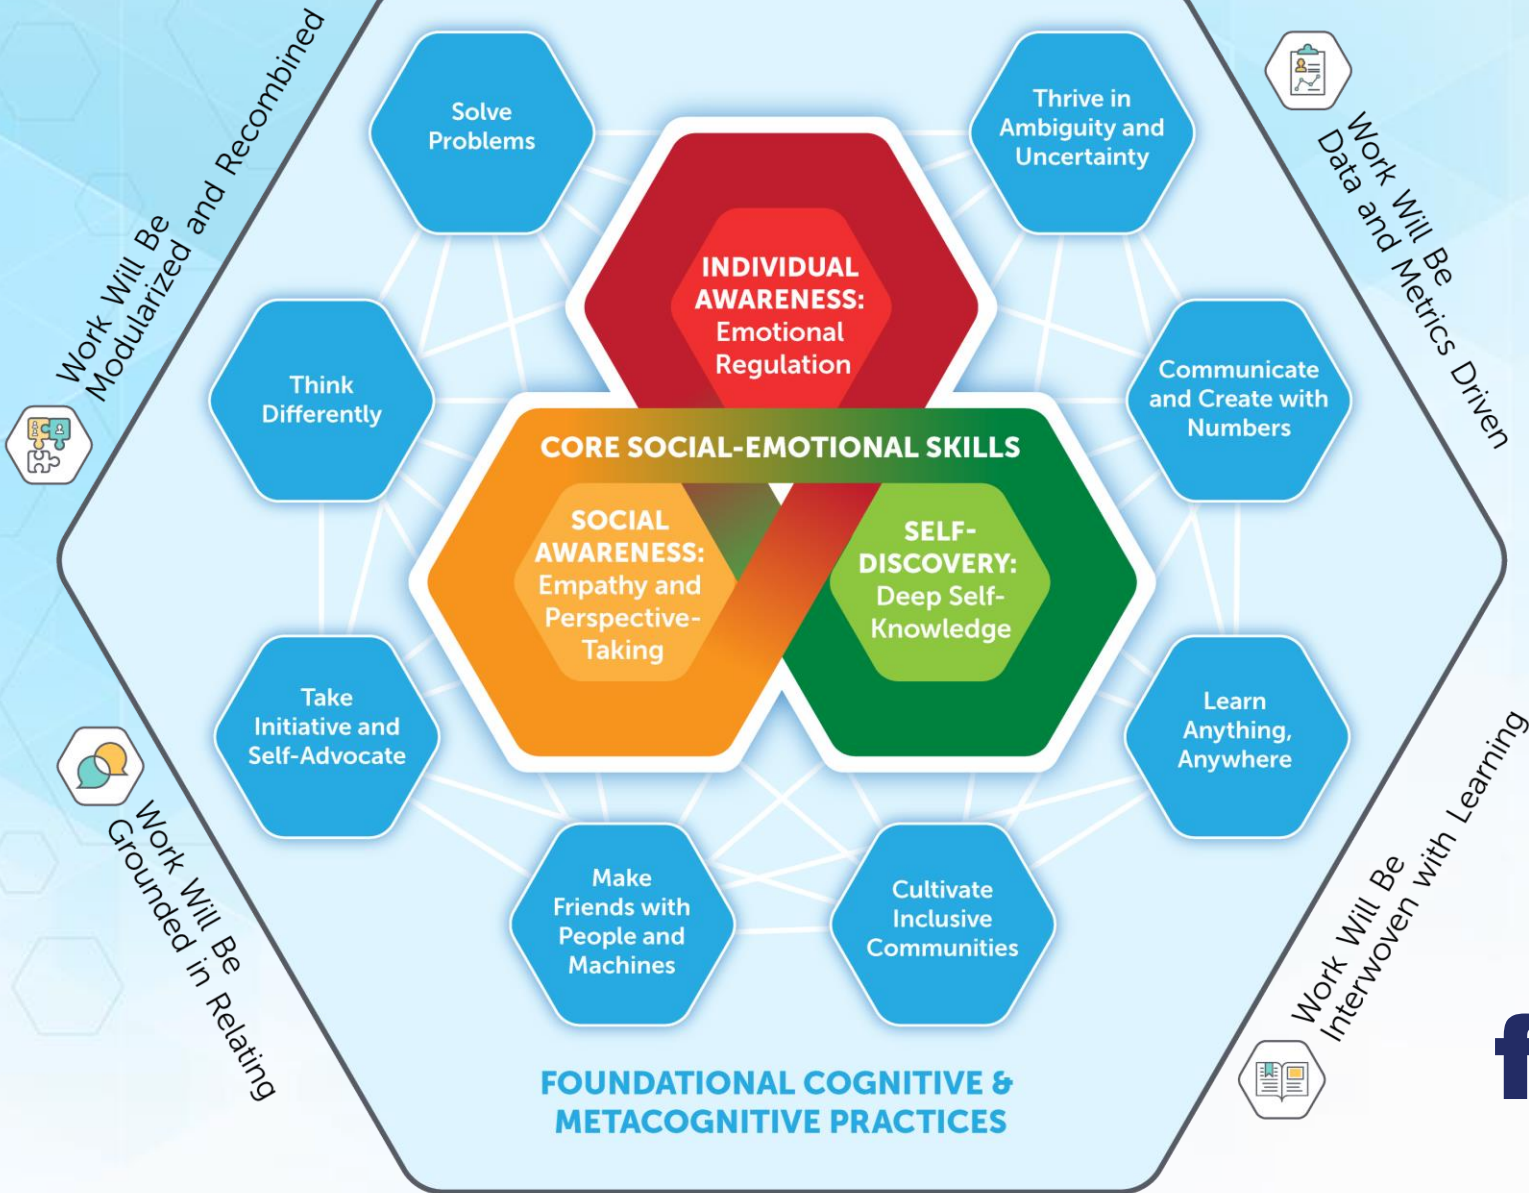 Work Will Be
Modularized and Recombined
Solve
Problems
Thrive in
Ambiguity and
Uncertainty
Work Will Be
Data and Metrics Driven
INDIVIDUAL
AWARENESS:
Emotional
Regulation
Think
Differently
Communicate
and Create with
Numbers
CORE SOCIAL-EMOTIONAL SKILLS
SOCIAL
AWARENESS:
Empathy and
Perspective-
Taking
SELF-
DISCOVERY:
Deep Self-
Knowledge
Take
Initiative and
Self-Advocate
Learn
Anything,
Anywhere
Work Will Be
Grounded in Relating
Make
Friends with
People and
Machines
Cultivate
Inclusive
Communities
Work Will Be
Interwoven with Learning
f
FOUNDATIONAL COGNITIVE &
METACOGNITIVE PRACTICES